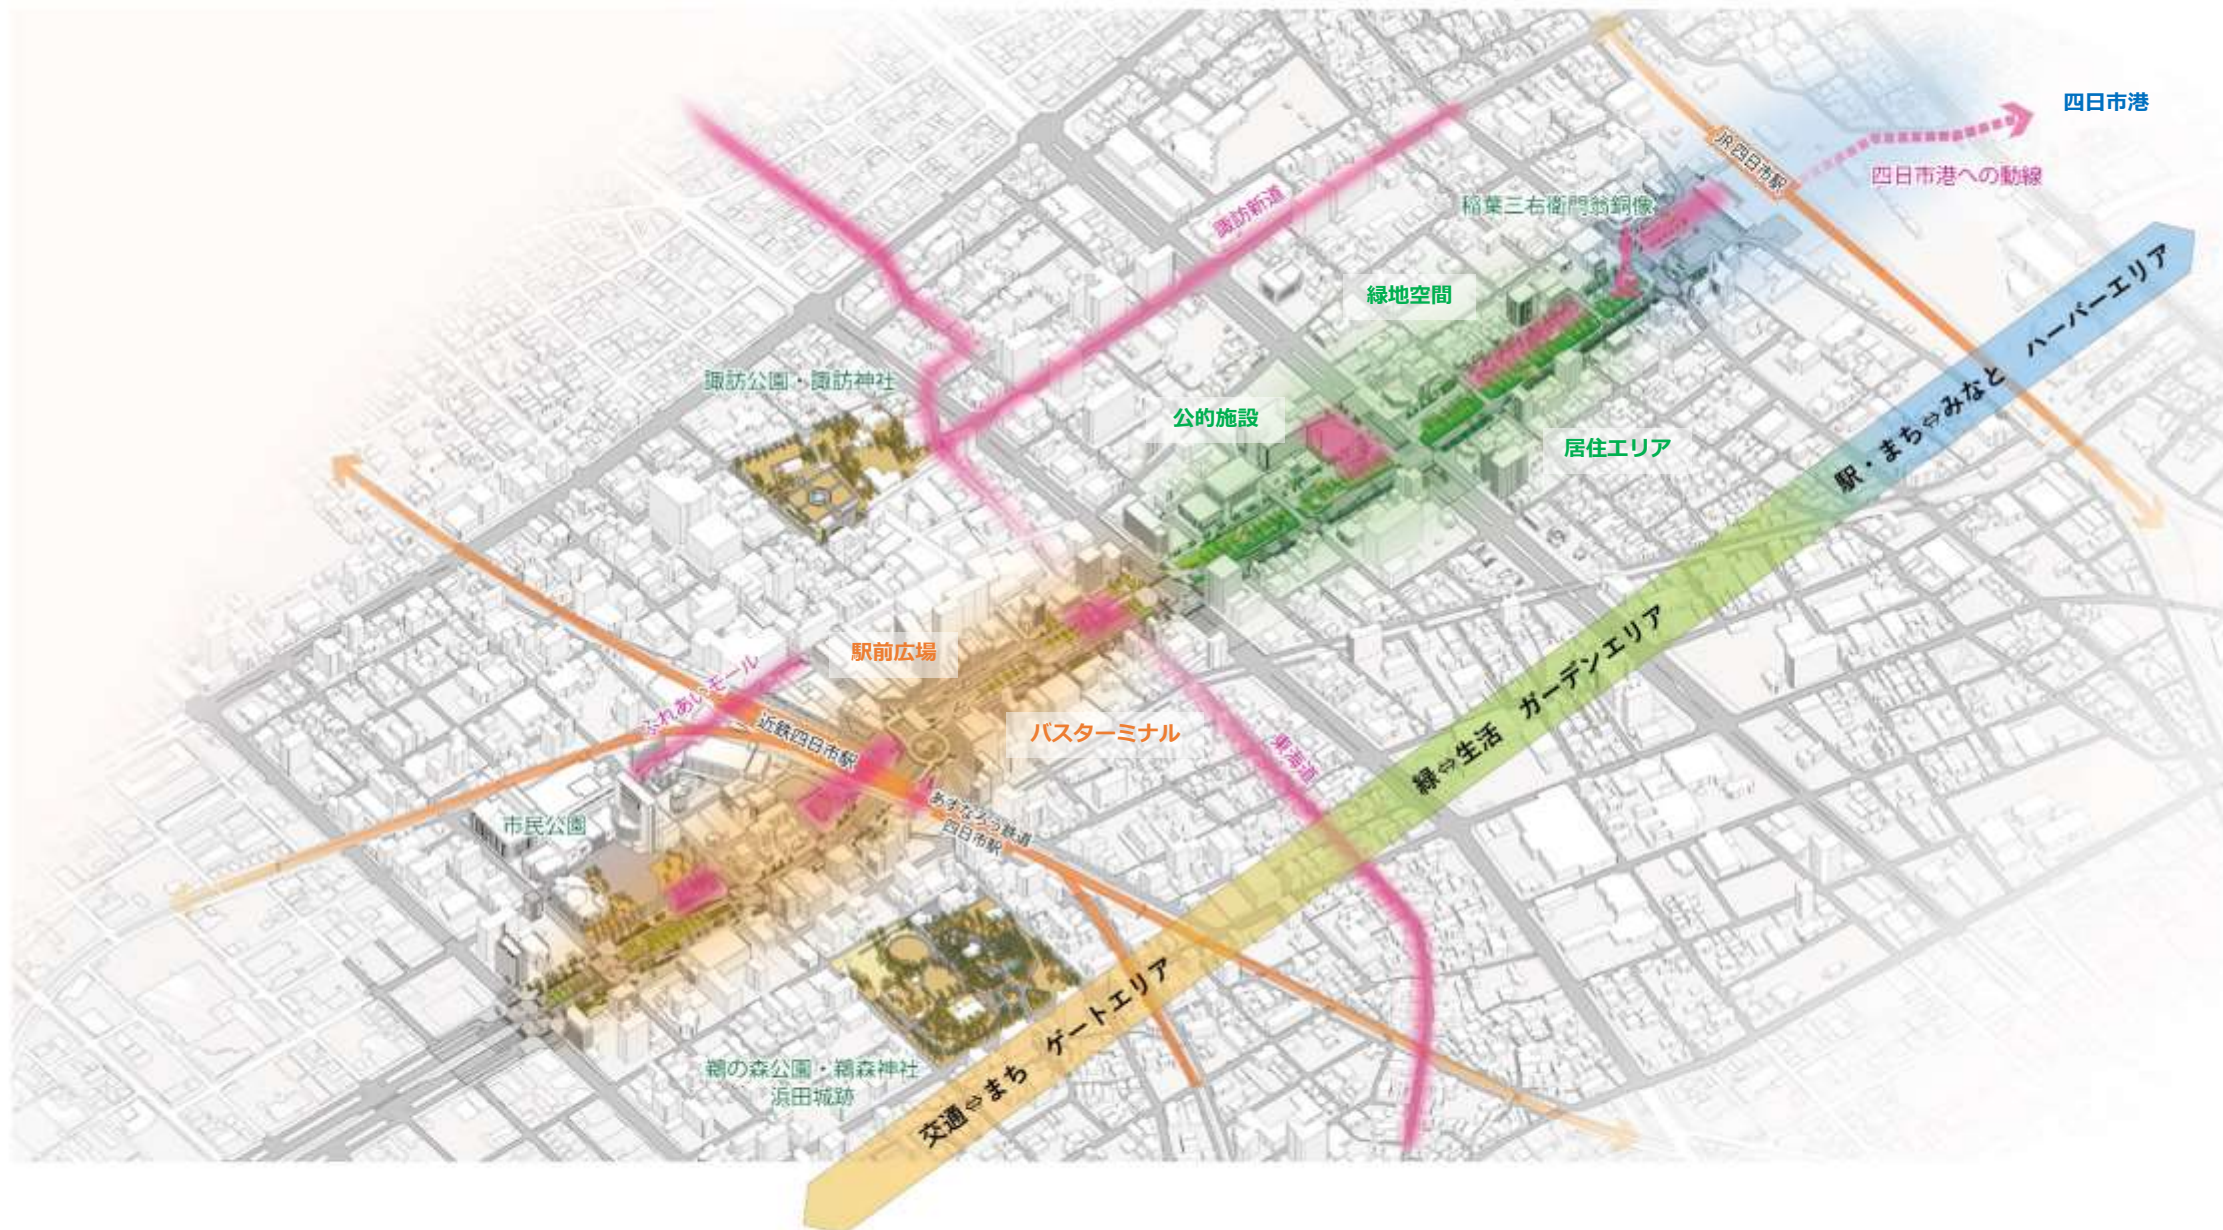 四日市港
JR四日市駅
四日市港への動線
諏訪新道
稲葉三右衛門翁銅像
緑地空間
駅・まち⇔みなと　ハーバーエリア
諏訪公園・諏訪神社
公的施設
居住エリア
駅前広場
ふれあいモール
近鉄四日市駅
バスターミナル
東海道
緑⇔生活　ガーデンエリア
あすなろう鉄道
四日市駅
市民公園
交通⇔まち　ゲートエリア
鵜の森公園・鵜森神社
浜田城跡